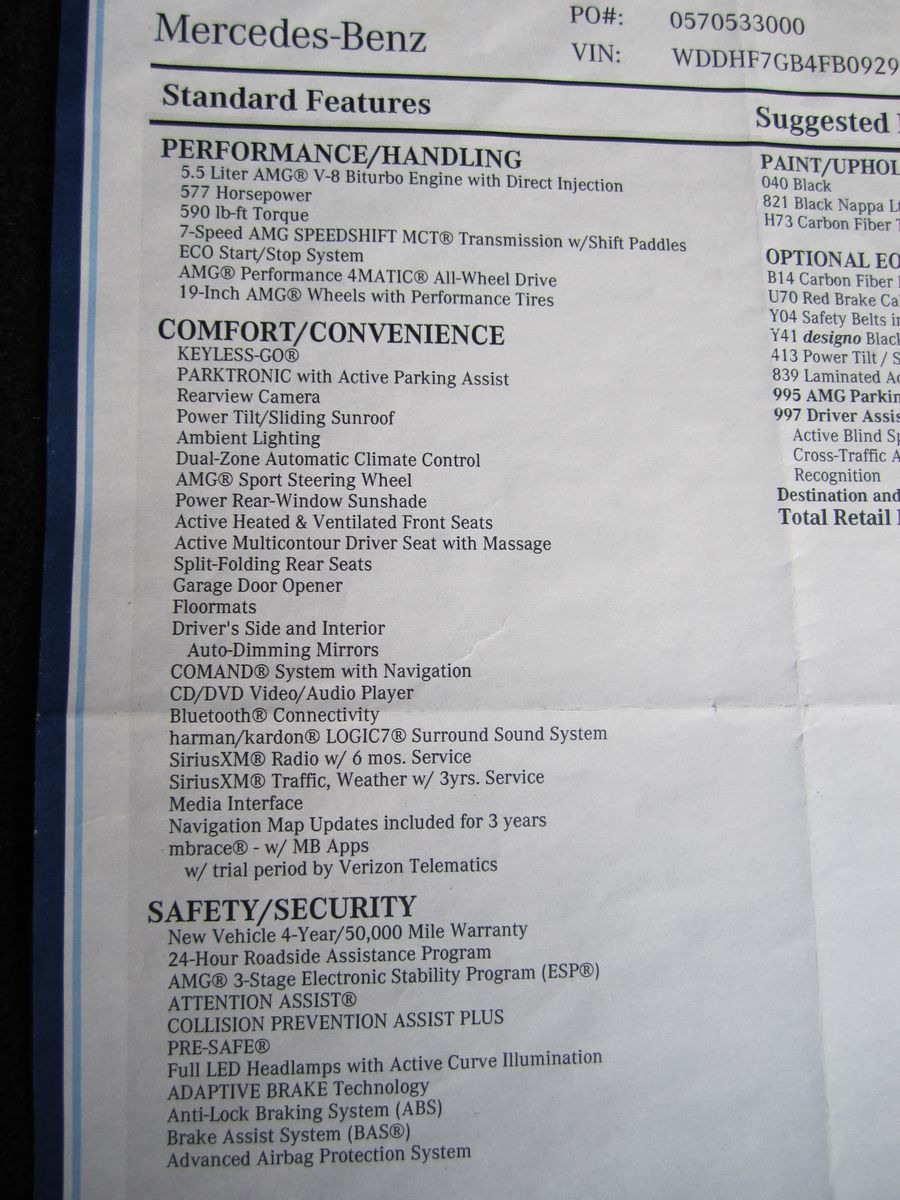 Mercedes-Benz
PO#: 0570533000
VIN: WDDHF7GB4FB0929
Standard Features
PERFORMANCE/HANDLING
5.5 Liter AMG® V-8 Biturbo Engine with Direct Injection
577 Horsepower
590 lb-ft Torque
7-Speed AMG SPEEDSHIFT MCT® Transmission w/Shift Paddles
ECO Start/Stop System
AMG® Performance 4MATIC® All-Wheel Drive
19-Inch AMG® Wheels with Performance Tires
COMFORT/CONVENIENCE
KEYLESS-GO®
PARKTRONIC with Active Parking Assist
Rearview Camera
Power Tilt/Sliding Sunroof
Ambient Lighting
Dual-Zone Automatic Climate Control
AMG® Sport Steering Wheel
Power Rear-Window Sunshade
Active Heated & Ventilated Front Seats
Active Multicontour Driver Seat with Massage
Split-Folding Rear Seats
Garage Door Opener
Floormats
Driver's Side and Interior
Auto-Dimming Mirrors
COMAND® System with Navigation
CD/DVD Video/Audio Player
Bluetooth® Connectivity
harman/kardon® LOGIC7® Surround Sound System
SiriusXM® Radio w/ 6 mos. Service
SiriusXM® Traffic, Weather w/ 3yrs. Service
Media Interface
Navigation Map Updates included for 3 years
mbrace® - w/ MB Apps
w/ trial period by Verizon Telematics
SAFETY/SECURITY
New Vehicle 4-Year/50,000 Mile Warranty
24-Hour Roadside Assistance Program
AMG® 3-Stage Electronic Stability Program (ESP®)
ATTENTION ASSIST®
COLLISION PREVENTION ASSIST PLUS
PRE-SAFE®
Full LED Headlamps with Active Curve Illumination
ADAPTIVE BRAKE Technology
Anti-Lock Braking System (ABS)
Brake Assist System (BAS®)
Advanced Airbag Protection System
Suggested
PAINT/UPHOL
040 Black
821 Black Nappa
H73 Carbon Fiber
OPTIONAL EQ
B14 Carbon Fiber
U70 Red Brake Ca
Y04 Safety Belts in
Y41 designo Black
413 Power Tilt / S
839 Laminated Ac
995 AMG Parkin
997 Driver Assis
Active Blind Sp
Cross-Traffic A
Recognition
Destination and
Total Retail